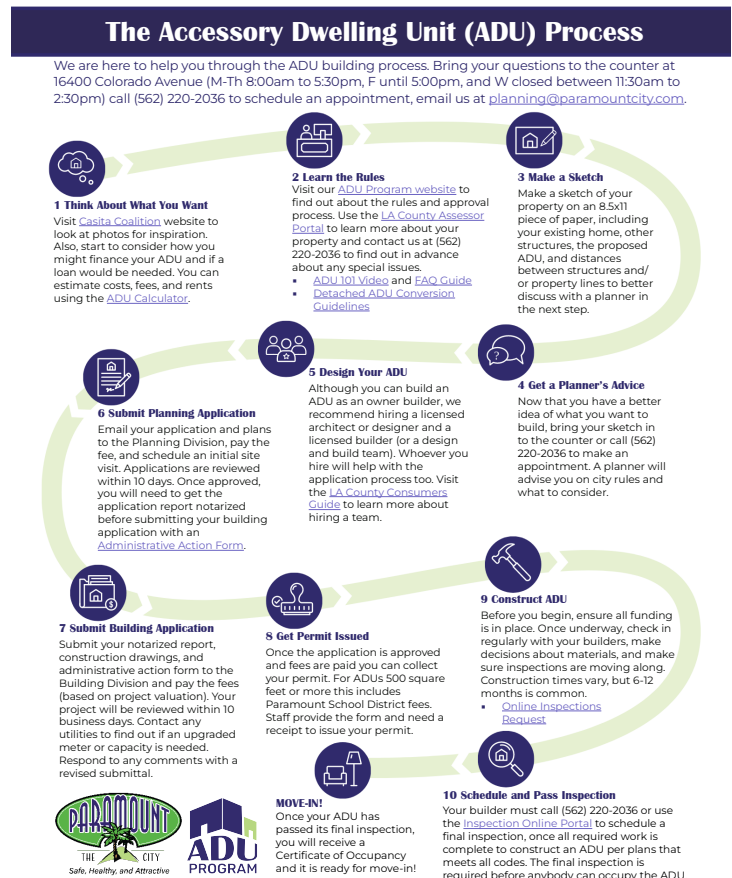 The Accessory Dwelling Unit (ADU) Process
We are here to help you through the ADU building process. Bring your questions to the counter at
16400 Colorado Avenue (M-Th 8:00am to 5:30pm, F until 5:00pm, and W closed between 11:30am to
2:30pm) call (562) 220-2036 to schedule an appointment, email us at planning@paramountcity.com.
1 Think About What You Want
Visit Casita Coalition website to
look at photos for inspiration.
Also, start to consider how you
might finance your ADU and if a
loan would be needed. You can
estimate costs, fees, and rents
using the ADU Calculator.
2 Learn the Rules
Visit our ADU Program website to
find out about the rules and approval
process. Use the LA County Assessor
Portal to learn more about your
property and contact us at (562)
220-2036 to find out in advance
about any special issues.
▪ ADU 101 Video and FAQ Guide
▪ Detached ADU Conversion
Guidelines
3 Make a Sketch
Make a sketch of your
property on an 8.5x11
piece of paper, including
your existing home, other
structures, the proposed
ADU, and distances
between structures and/
or property lines to better
discuss with a planner in
the next step.
?
4 Get a Planner's Advice
Now that you have a better
idea of what you want to
build, bring your sketch in
to the counter or call (562)
220-2036 to make an
appointment. A planner will
advise you on city rules and
what to consider.
5 Design Your ADU
Although you can build an
ADU as an owner builder, we
recommend hiring a licensed
architect or designer and a
licensed builder (or a design
and build team). Whoever you
hire will help with the
application process too. Visit
the LA County Consumers
Guide to learn more about
hiring a team.
6 Submit Planning Application
Email your application and plans
to the Planning Division, pay the
fee, and schedule an initial site
visit. Applications are reviewed
within 10 days. Once approved,
you will need to get the
application report notarized
before submitting your building
application with an
Administrative Action Form.
$
7 Submit Building Application
Submit your notarized report,
construction drawings, and
administrative action form to the
Building Division and pay the fees
(based on project valuation). Your
project will be reviewed within 10
business days. Contact any
utilities to find out if an upgraded
meter or capacity is needed.
Respond to any comments with a
revised submittal.
8 Get Permit Issued
Once the application is approved
and fees are paid you can collect
your permit. For ADUs 500 square
feet or more this includes
Paramount School District fees.
Staff provide the form and need a
receipt to issue your permit.
9 Construct ADU
Before you begin, ensure all funding
is in place. Once underway, check in
regularly with your builders, make
decisions about materials, and make
sure inspections are moving along.
Construction times vary, but 6-12
months is common.
▪ Online Inspections
Request
10 Schedule and Pass Inspection
Your builder must call (562) 220-2036 or use
the Inspection Online Portal to schedule a
final inspection, once all required work is
complete to construct an ADU per plans that
meets all codes. The final inspection is
required before anybody can occupy the ADU
MOVE-IN!
Once your ADU has
passed its final inspection,
you will receive a
Certificate of Occupancy
and it is ready for move-in!
PARAMOUNT
THE CITY
Safe, Healthy, and Attractive
ADU
PROGRAM